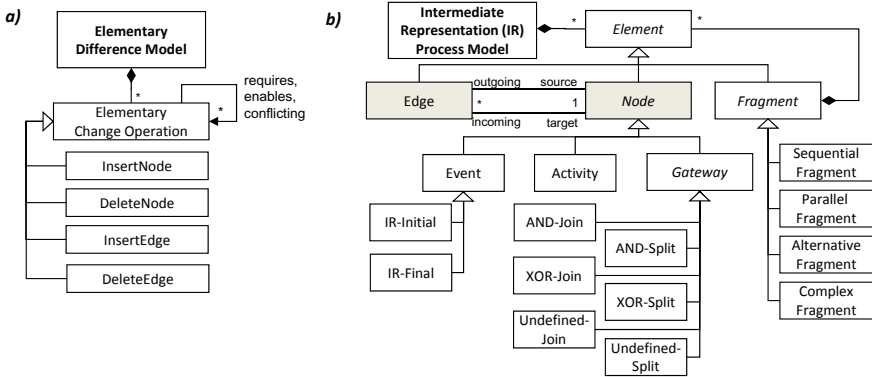 a)
Elementary
Difference Model
*
requires,
enables,
conflicting
*
Elementary
Change Operation
InsertNode
DeleteNode
InsertEdge
DeleteEdge
b)
Intermediate
Representation (IR)
Process Model
*
Element
*
Edge
outgoing
source
*
1
incoming
target
Node
Fragment
Event
Activity
Gateway
IR-Initial
IR-Final
AND-Join
AND-Split
XOR-Join
XOR-Split
Undefined-
Join
Undefined-
Split
Sequential
Fragment
Parallel
Fragment
Alternative
Fragment
Complex
Fragment